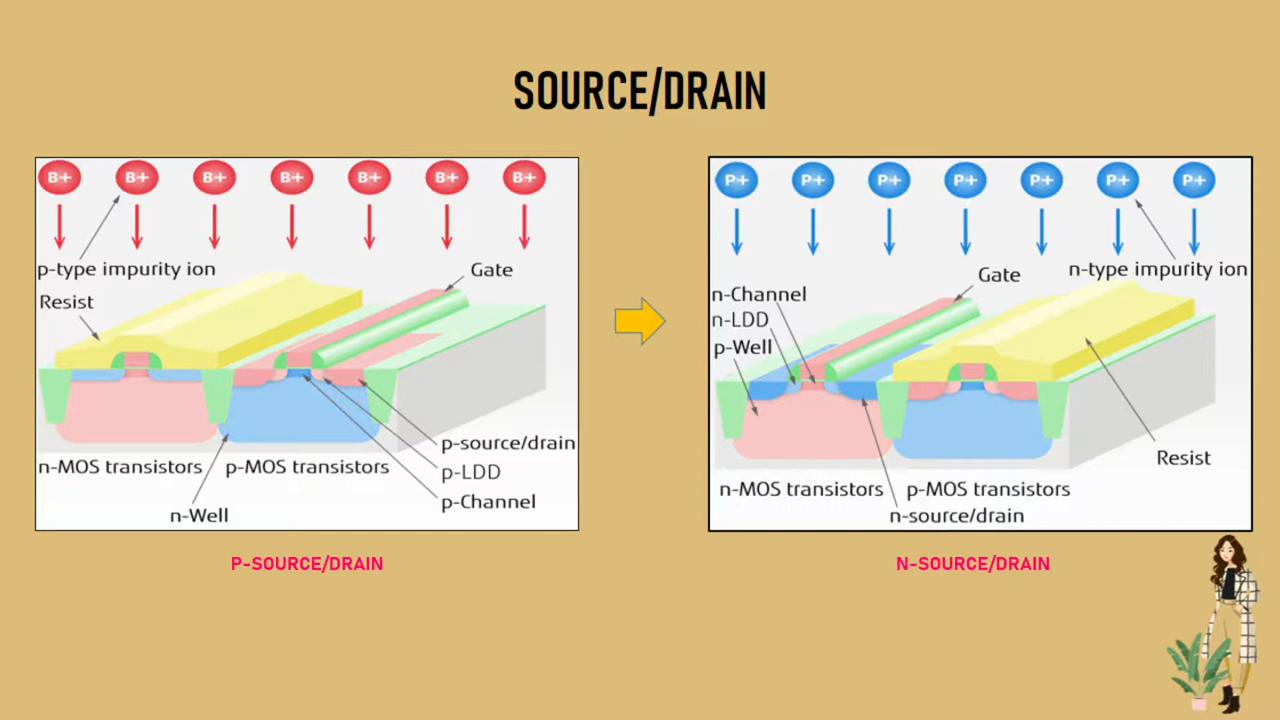 SOURCE/DRAIN
B+ B+ B+ B+ B+ B+ B+
p-type impurity ion
Gate
Resist
p-source/drain
n-MOS transistors p-MOS transistors
p-LDD
p-Channel
n-Well
P-SOURCE/DRAIN
P+ P+ P+ P+ P+ P+ P+
n-type impurity ion
Gate
n-Channel
n-LDD
p-Well
Resist
n-MOS transistors p-MOS transistors
n-source/drain
N-SOURCE/DRAIN